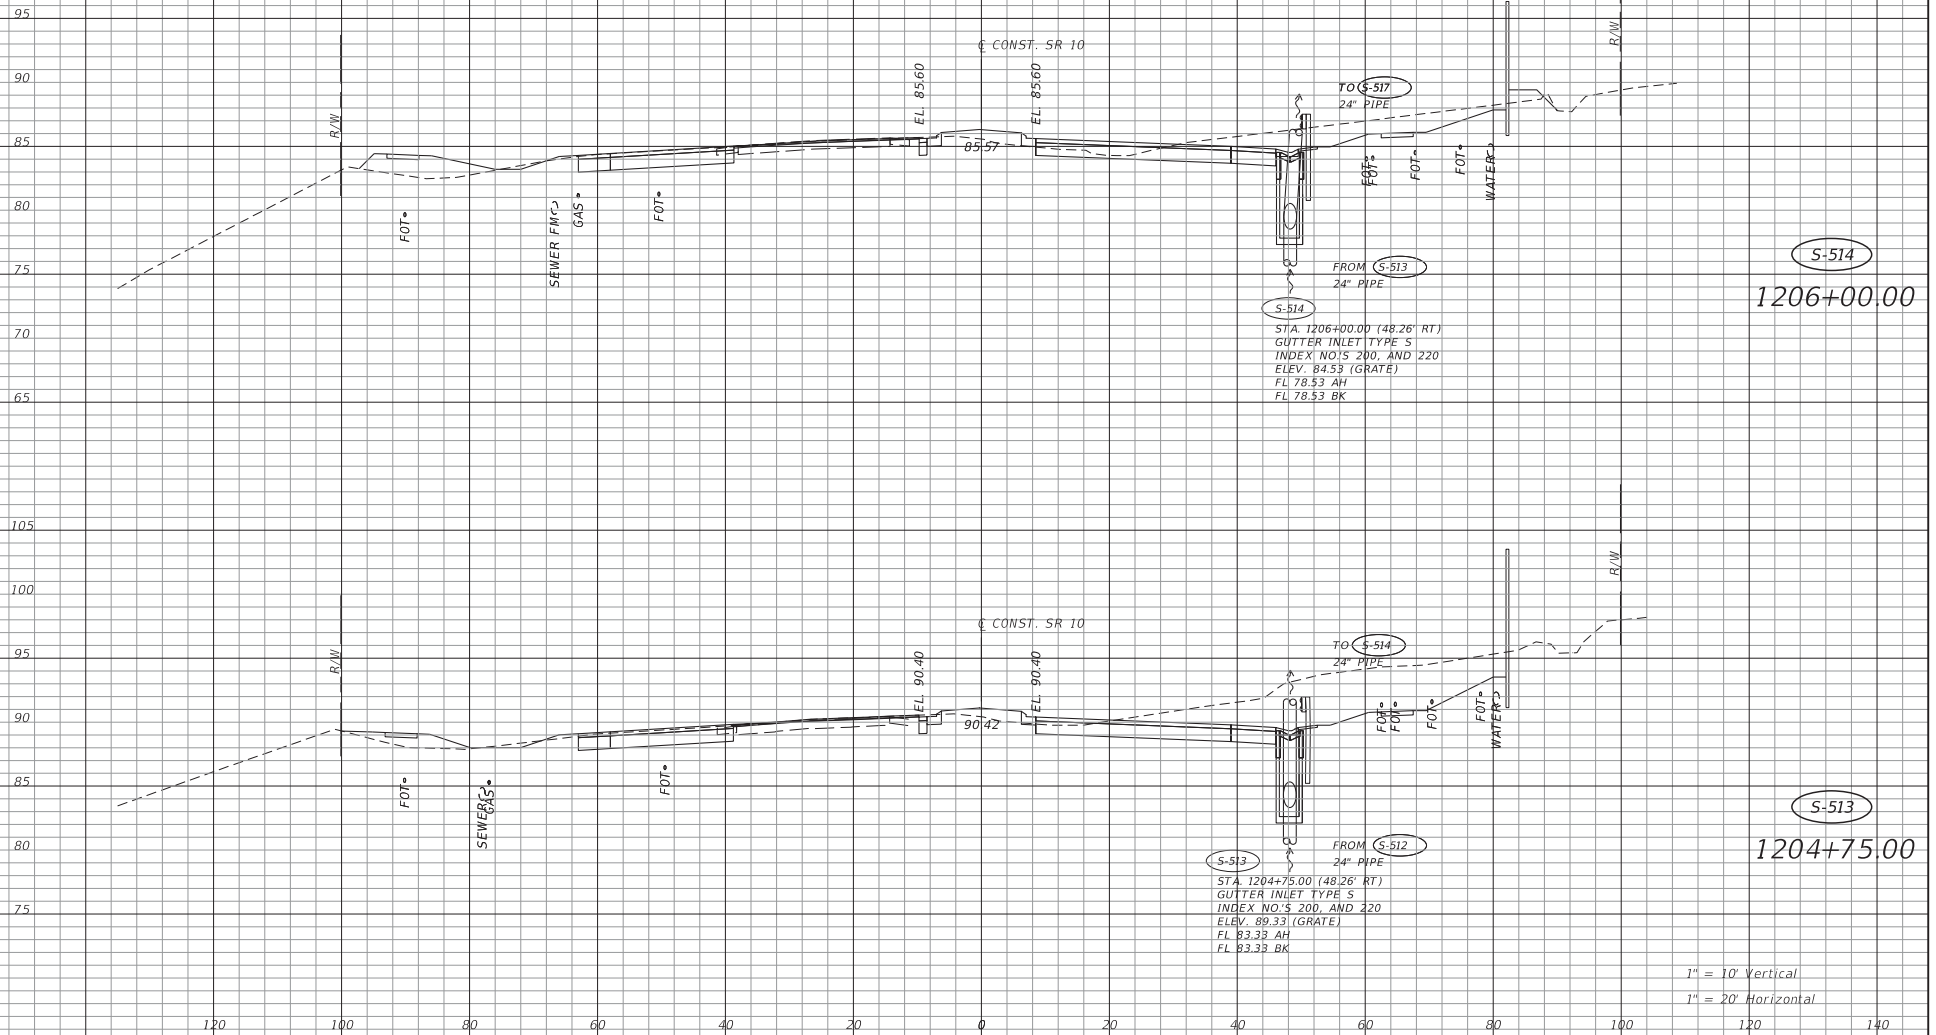 95
90
85
80
75
70
65
℄ CONST. SR 10
R/W
R/W
EL. 85.60
EL. 85.60
85.57
TO S-517
24" PIPE
FOT
SEWER FM
GAS
FOT
FOT
FOT
FOT
FOT
WATER
FROM S-513
24" PIPE
S-514
STA. 1206+00.00 (48.26' RT)
GUTTER INLET TYPE S
INDEX NO.'S 200, AND 220
ELEV. 84.53 (GRATE)
FL 78.53 AH
FL 78.53 BK
S-514
1206+00.00
105
100
95
90
85
80
75
℄ CONST. SR 10
R/W
R/W
EL. 90.40
EL. 90.40
90.42
TO S-514
24" PIPE
FOT
SEWER
GAS
FOT
FOT
FOT
FOT
FOT
WATER
FROM S-512
24" PIPE
S-513
STA. 1204+75.00 (48.26' RT)
GUTTER INLET TYPE S
INDEX NO.'S 200, AND 220
ELEV. 89.33 (GRATE)
FL 83.33 AH
FL 83.33 BK
S-513
1204+75.00
1" = 10' Vertical
1" = 20' Horizontal
120 100 80 60 40 20 0 20 40 60 80 100 120 140